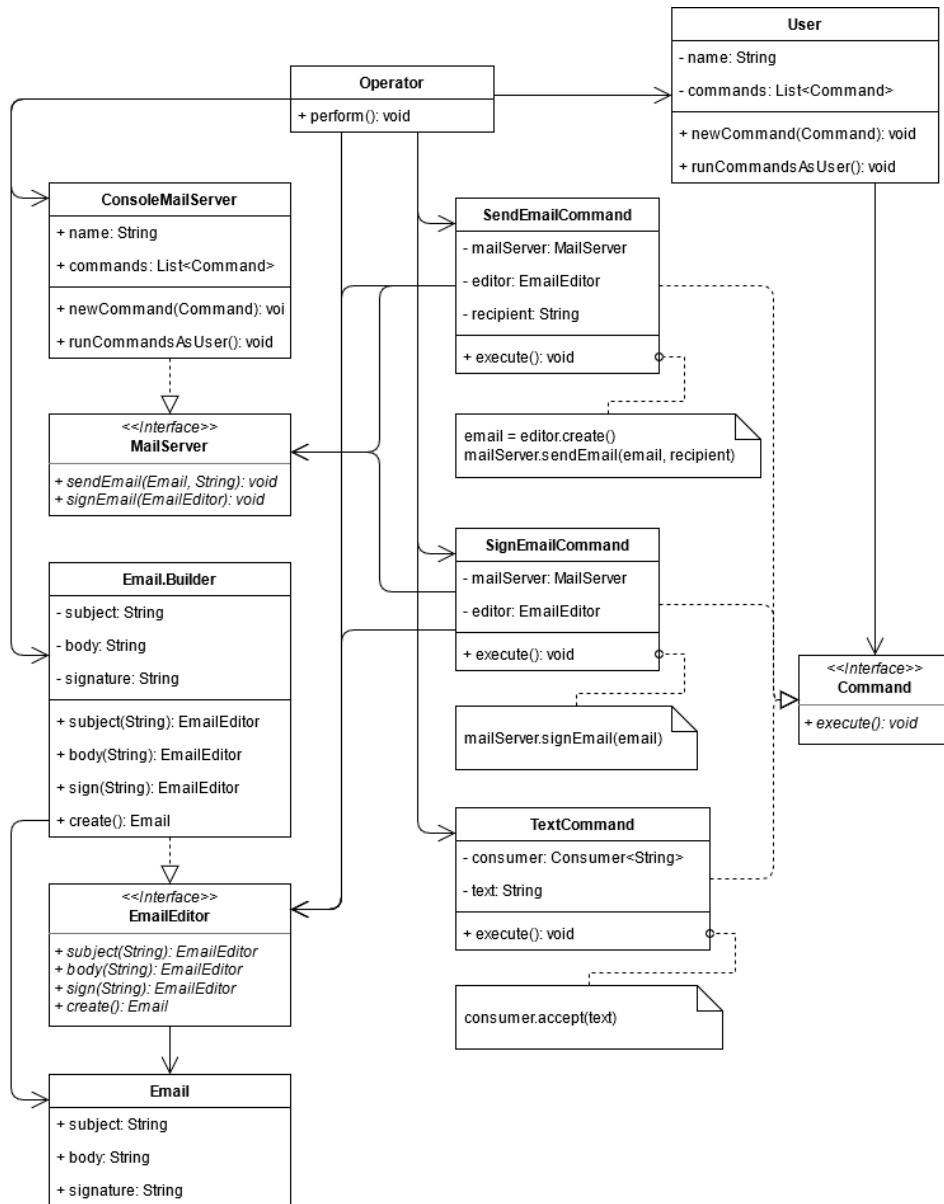 User
- name: String
- commands: List<Command>
+ newCommand(Command): void
+ runCommandsAsUser(): void
Operator
+ perform(): void
ConsoleMailServer
+ name: String
+ commands: List<Command>
+ newCommand(Command): voi
+ runCommandsAsUser(): void
SendEmailCommand
- mailServer: MailServer
- editor: EmailEditor
- recipient: String
+ execute(): void
email = editor.create()
mailServer.sendEmail(email, recipient)
<<Interface>>
MailServer
+ sendEmail(Email, String): void
+ signEmail(EmailEditor): void
SignEmailCommand
- mailServer: MailServer
- editor: EmailEditor
+ execute(): void
mailServer.signEmail(email)
Email.Builder
- subject: String
- body: String
- signature: String
+ subject(String): EmailEditor
+ body(String): EmailEditor
+ sign(String): EmailEditor
+ create(): Email
<<Interface>>
Command
+ execute(): void
TextCommand
- consumer: Consumer<String>
- text: String
+ execute(): void
consumer.accept(text)
<<Interface>>
EmailEditor
+ subject(String): EmailEditor
+ body(String): EmailEditor
+ sign(String): EmailEditor
+ create(): Email
Email
+ subject: String
+ body: String
+ signature: String